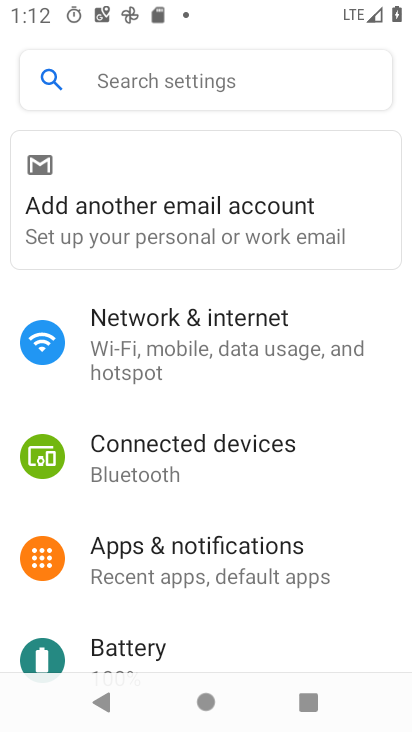 1:12
LTE
Search settings
Add another email account
Set up your personal or work email
Network & internet
Wi-Fi, mobile, data usage, and
hotspot
Connected devices
Bluetooth
Apps & notifications
Recent apps, default apps
Battery
100%